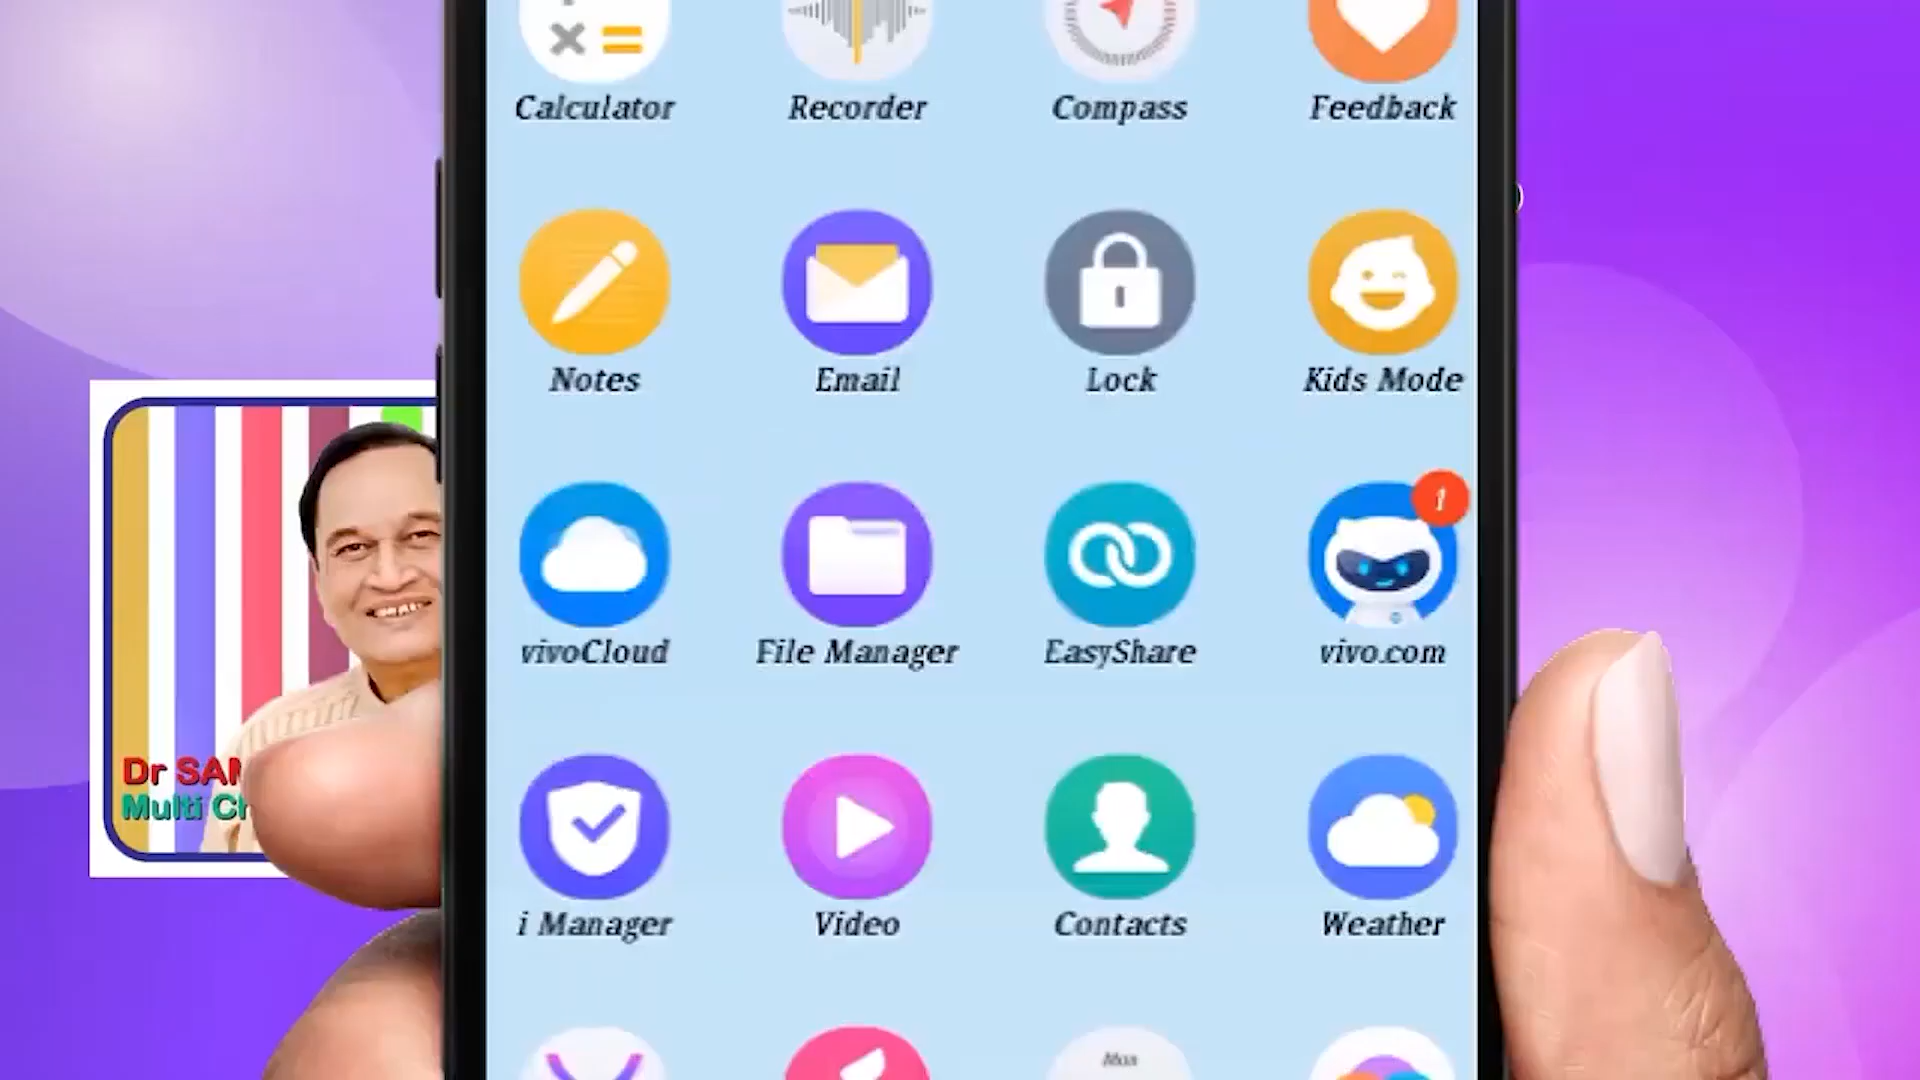 Calculator
Recorder
Compass
Feedback
Notes
Email
Lock
Kids Mode
vivoCloud
File Manager
EasyShare
1
vivo.com
Dr
Multi
i Manager
Video
Contacts
Weather
Mon